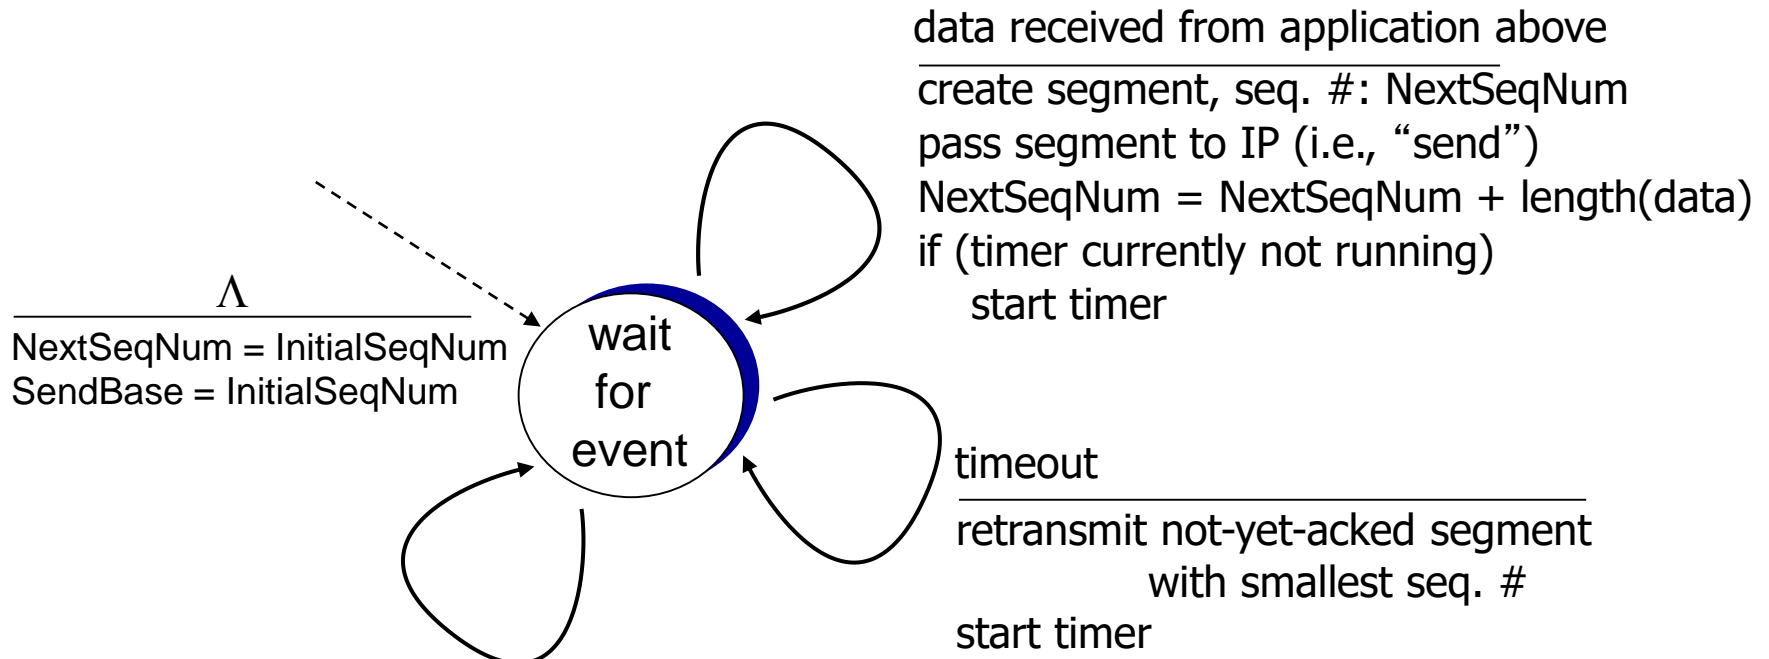 data received from application above
create segment, seq. #: NextSeqNum
pass segment to IP (i.e., “send”)
NextSeqNum = NextSeqNum + length(data)
if (timer currently not running)
start timer
Λ
NextSeqNum = InitialSeqNum
SendBase = InitialSeqNum
wait
for
event
timeout
retransmit not-yet-acked segment
with smallest seq. #
start timer